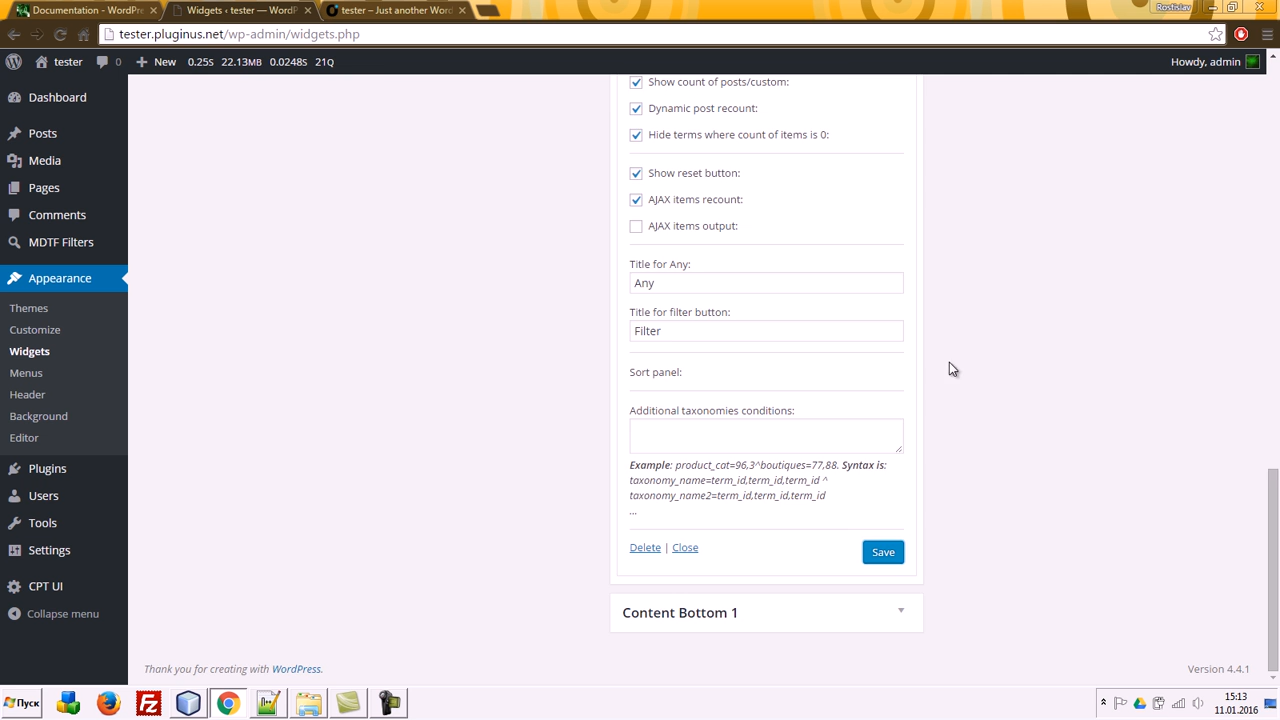 Documentation - WordPre
Widgets ‹ tester — WordP
tester – Just another Word
Rostislav
tester.pluginus.net/wp-admin/widgets.php
tester
0
New
0.25s 22.13MB 0.0248s 21Q
Howdy, admin
Dashboard
Posts
Media
Pages
Comments
MDTF Filters
Appearance
Themes
Customize
Widgets
Menus
Header
Background
Editor
Plugins
Users
Tools
Settings
CPT UI
Collapse menu
Show count of posts/custom:
Dynamic post recount:
Hide terms where count of items is 0:
Show reset button:
AJAX items recount:
AJAX items output:
Title for Any:
Any
Title for filter button:
Filter
Sort panel:
Additional taxonomies conditions:
Example: product_cat=96,3^boutiques=77,88. Syntax is:
taxonomy_name=term_id,term_id,term_id ^
taxonomy_name2=term_id,term_id,term_id
...
Delete | Close
Save
Content Bottom 1
Thank you for creating with WordPress.
Version 4.4.1
Пуск
15:13
11.01.2016